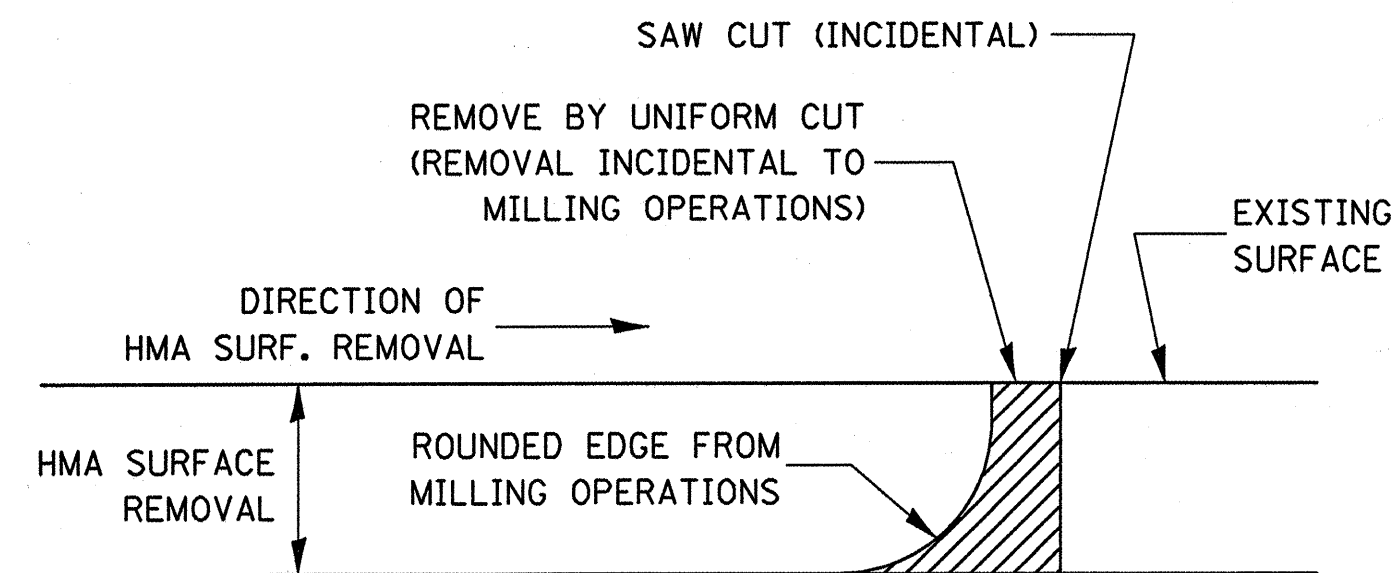 SAW CUT (INCIDENTAL)
REMOVE BY UNIFORM CUT
(REMOVAL INCIDENTAL TO
MILLING OPERATIONS)
EXISTING
SURFACE
DIRECTION OF
HMA SURF. REMOVAL
HMA SURFACE
REMOVAL
ROUNDED EDGE FROM
MILLING OPERATIONS